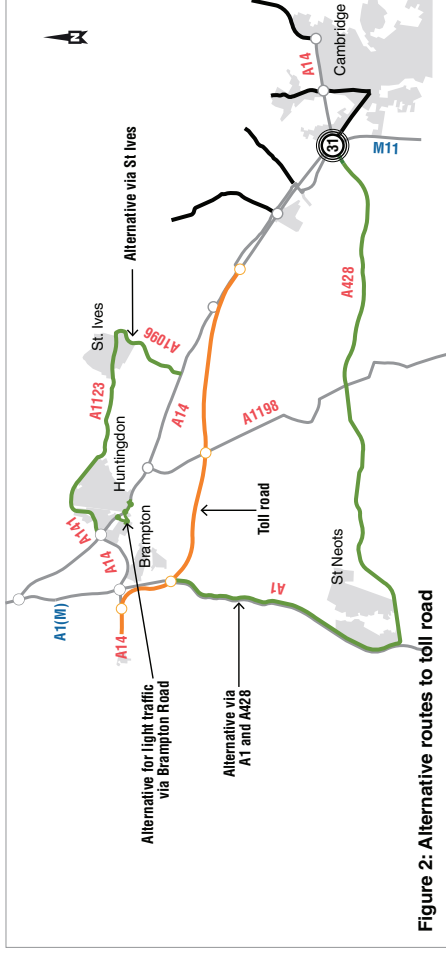 N
A14
Cambridge
31
M11
Alternative via St Ives
St. Ives
A1096
A1123
A428
A14
A1198
Huntingdon
A141
Brampton
A14
Toll road
A1(M)
A14
St Neots
A1
Alternative for light traffic
via Brampton Road
Alternative via
A1 and A428
Figure 2: Alternative routes to toll road